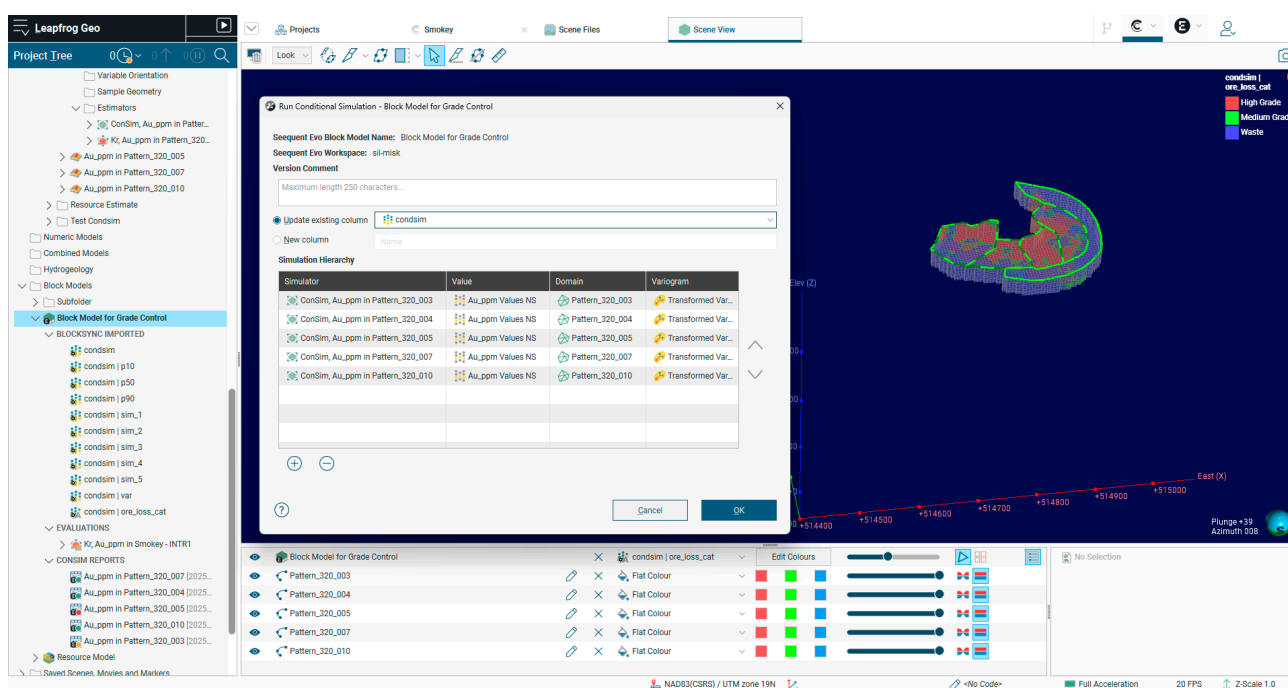 Leapfrog Geo
Projects
Smokey
Scene Files
Scene View
Project Tree
0
0
0
Look
Variable Orientation
Sample Geometry
Estimators
ConSim, Au_ppm in Patter...
Kr, Au_ppm in Pattern_320...
Au_ppm in Pattern_320_005
Au_ppm in Pattern_320_007
Au_ppm in Pattern_320_010
Resource Estimate
Test Condsim
Numeric Models
Combined Models
Hydrogeology
Block Models
Subfolder
Block Model for Grade Control
BLOCKSYNC IMPORTED
condsim
condsim | p10
condsim | p50
condsim | p90
condsim | sim_1
condsim | sim_2
condsim | sim_3
condsim | sim_4
condsim | sim_5
condsim | var
condsim | ore_loss_cat
EVALUATIONS
Kr, Au_ppm in Smokey - INTR1
CONSIM REPORTS
Au_ppm in Pattern_320_007 [2025...
Au_ppm in Pattern_320_004 [2025...
Au_ppm in Pattern_320_005 [2025...
Au_ppm in Pattern_320_010 [2025...
Au_ppm in Pattern_320_003 [2025...
Resource Model
Saved Scenes, Movies and Markers
Run Conditional Simulation - Block Model for Grade Control
Seequent Evo Block Model Name: Block Model for Grade Control
Seequent Evo Workspace: sil-misk
Version Comment
Maximum length 250 characters...
Update existing column condsim
New column Name
Simulation Hierarchy
Simulator Value Domain Variogram
ConSim, Au_ppm in Pattern_320_003 Au_ppm Values NS Pattern_320_003 Transformed Var...
ConSim, Au_ppm in Pattern_320_004 Au_ppm Values NS Pattern_320_004 Transformed Var...
ConSim, Au_ppm in Pattern_320_005 Au_ppm Values NS Pattern_320_005 Transformed Var...
ConSim, Au_ppm in Pattern_320_007 Au_ppm Values NS Pattern_320_007 Transformed Var...
ConSim, Au_ppm in Pattern_320_010 Au_ppm Values NS Pattern_320_010 Transformed Var...
Cancel
OK
condsim |
ore_loss_cat
High Grade
Medium Grad
Waste
Elev (Z)
East (X)
+514400
+514500
+514600
+514700
+514800
+514900
+515000
Plunge +39
Azimuth 008
Block Model for Grade Control condsim | ore_loss_cat Edit Colours
Pattern_320_003 Flat Colour
Pattern_320_004 Flat Colour
Pattern_320_005 Flat Colour
Pattern_320_007 Flat Colour
Pattern_320_010 Flat Colour
No Selection
NAD83(CSRS) / UTM zone 19N
<No Code>
Full Acceleration
20 FPS
Z-Scale 1.0